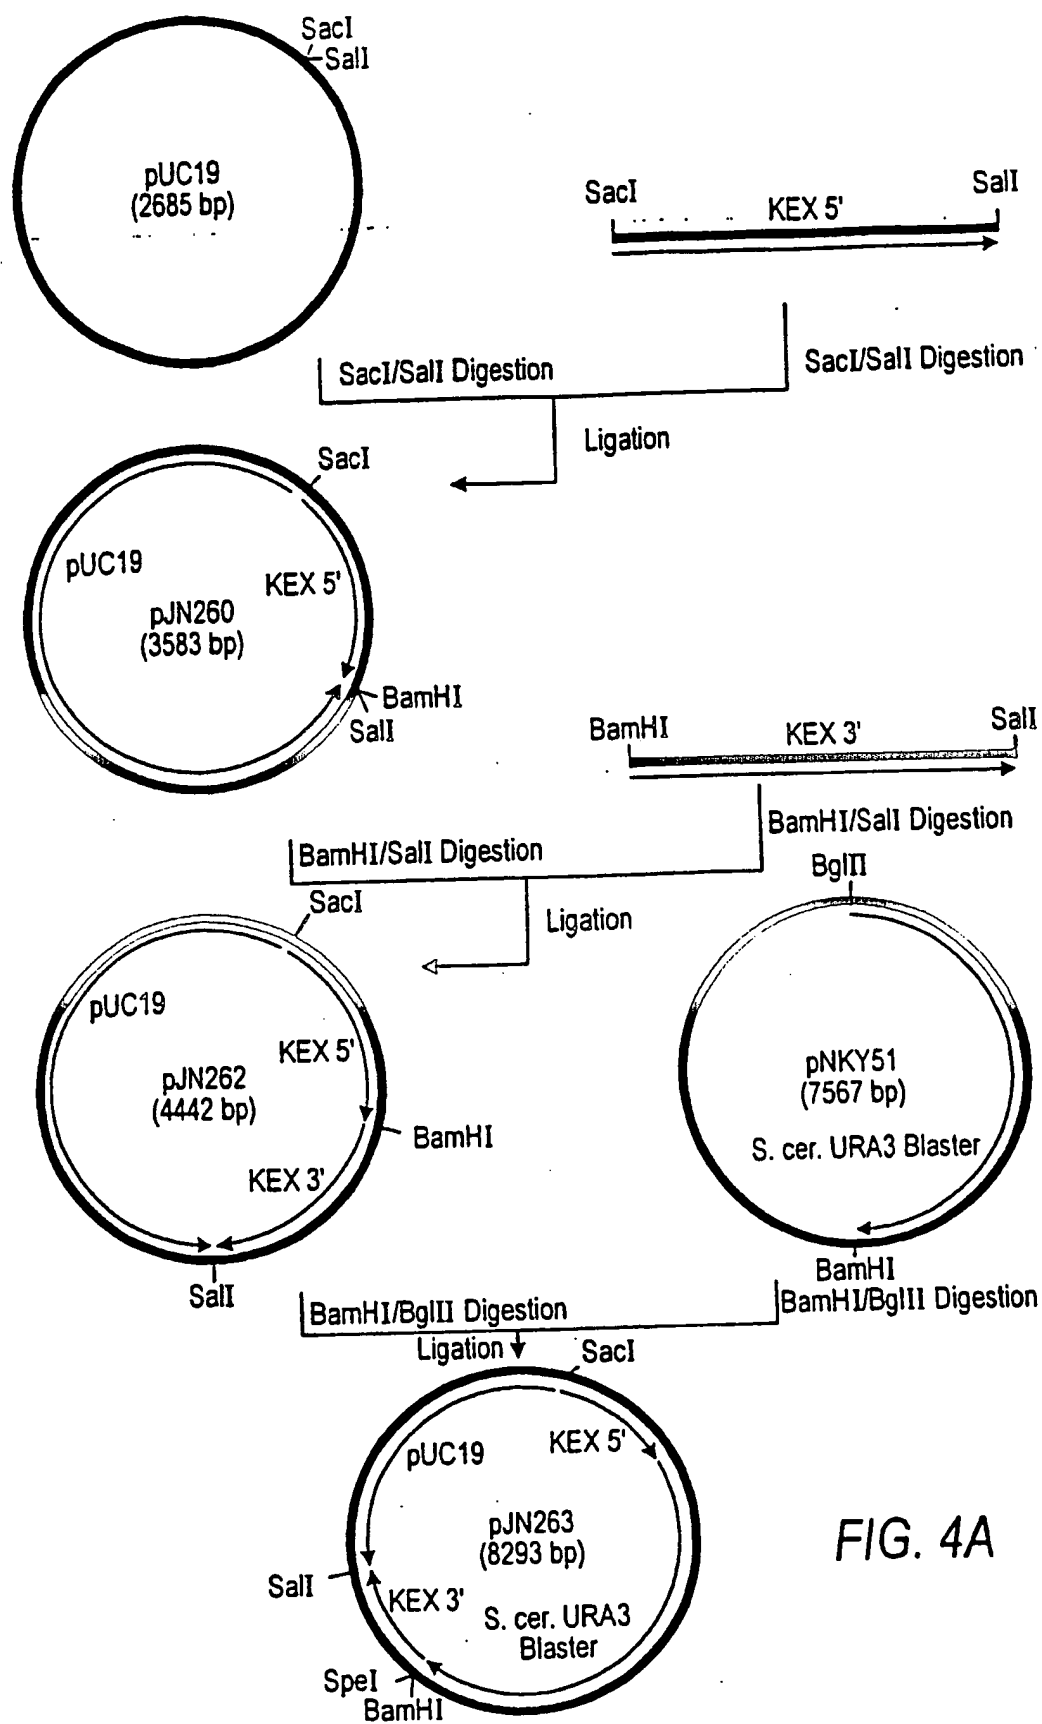 SacI
SalI
pUC19
(2685 bp)
SacI
KEX 5'
SalI
SacI/SalI Digestion
SacI/SalI Digestion
Ligation
SacI
pUC19
KEX 5'
pJN260
(3583 bp)
BamHI
SalI
BamHI
KEX 3'
SalI
BamHI/SalI Digestion
BamHI/SalI Digestion
BglII
SacI
Ligation
pUC19
KEX 5'
pJN262
(4442 bp)
BamHI
KEX 3'
SalI
pNKY51
(7567 bp)
S. cer. URA3 Blaster
BamHI
BamHI/BglII Digestion
BamHI/BglII Digestion
Ligation
SacI
pUC19
KEX 5'
pJN263
(8293 bp)
SalI
KEX 3'
S. cer. URA3
Blaster
SpeI
BamHI
FIG. 4A